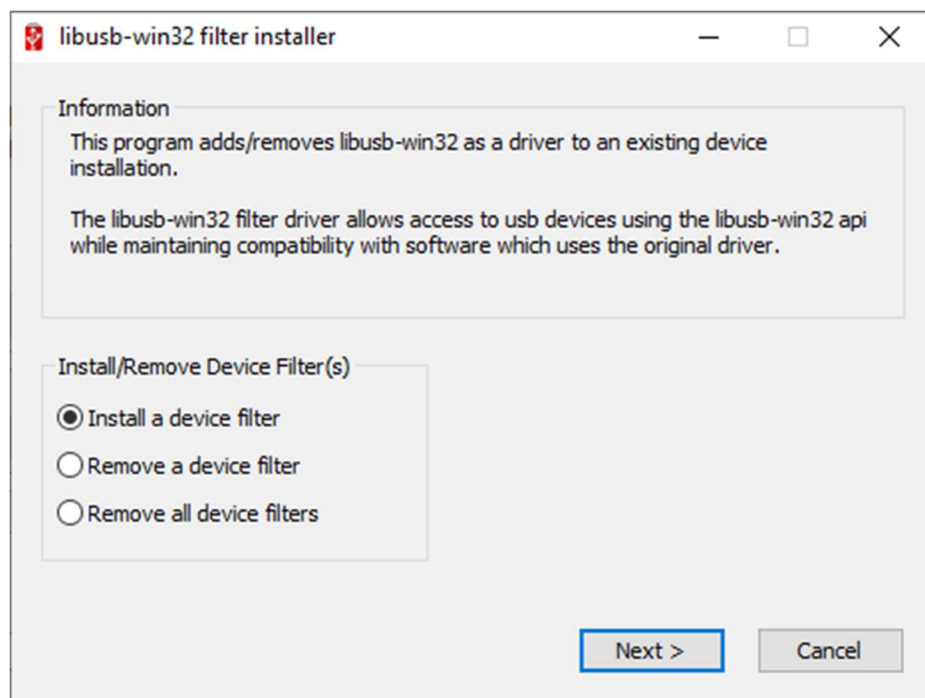 libusb-win32 filter installer
Information
This program adds/removes libusb-win32 as a driver to an existing device
installation.
The libusb-win32 filter driver allows access to usb devices using the libusb-win32 api
while maintaining compatibility with software which uses the original driver.
Install/Remove Device Filter(s)
Install a device filter
Remove a device filter
Remove all device filters
Next >
Cancel